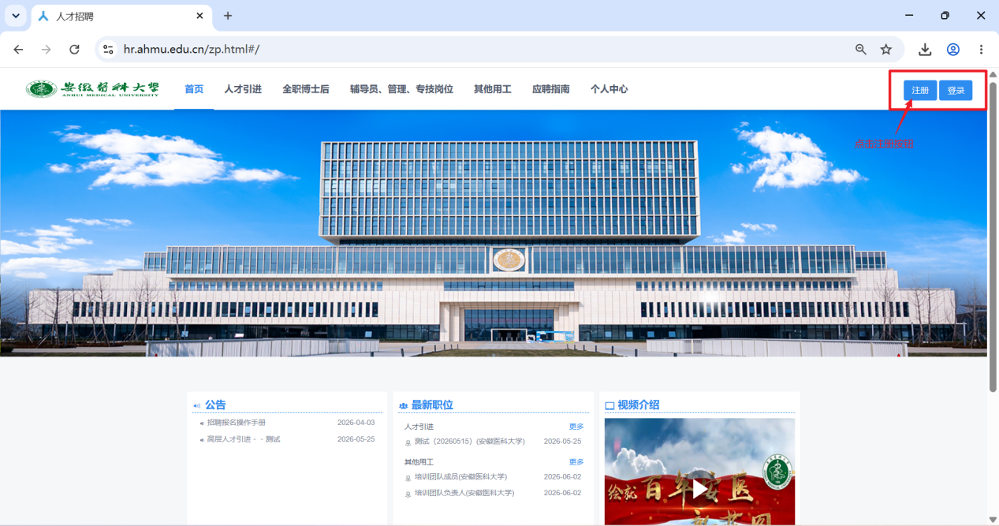 人才招聘
hr.ahmu.edu.cn/zp.html#/
安徽医科大学
ANHUI MEDICAL UNIVERSITY
首页 人才引进 全职博士后 辅导员、管理、专技岗位 其他用工 应聘指南 个人中心
注册 登录
点击注册按钮
公告
招聘报名操作手册 2026-04-03
高层人才引进 - - 测试 2026-05-25
最新职位
人才引进 更多
测试（20260515）(安徽医科大学) 2026-05-25
其他用工 更多
培训团队成员(安徽医科大学) 2026-06-02
培训团队负责人(安徽医科大学) 2026-06-02
视频介绍
绘就百年安医